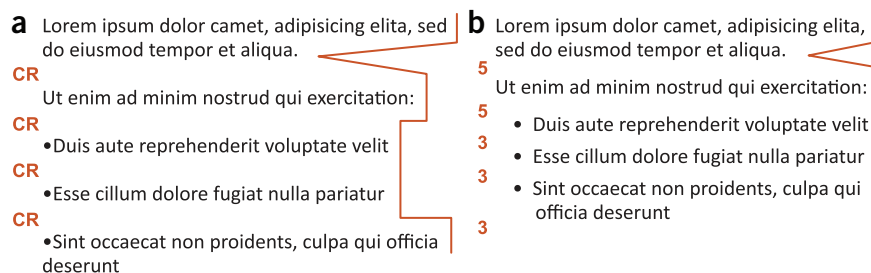 a
Lorem ipsum dolor camet, adipisicing elita, sed
do eiusmod tempor et aliqua.
CR
Ut enim ad minim nostrud qui exercitation:
CR
•Duis aute reprehenderit voluptate velit
CR
•Esse cillum dolore fugiat nulla pariatur
CR
•Sint occaecat non proidents, culpa qui officia
deserunt
b
Lorem ipsum dolor camet, adipisicing elita,
sed do eiusmod tempor et aliqua.
5
Ut enim ad minim nostrud qui exercitation:
5
• Duis aute reprehenderit voluptate velit
3
• Esse cillum dolore fugiat nulla pariatur
3
• Sint occaecat non proidents, culpa qui
officia deserunt
3